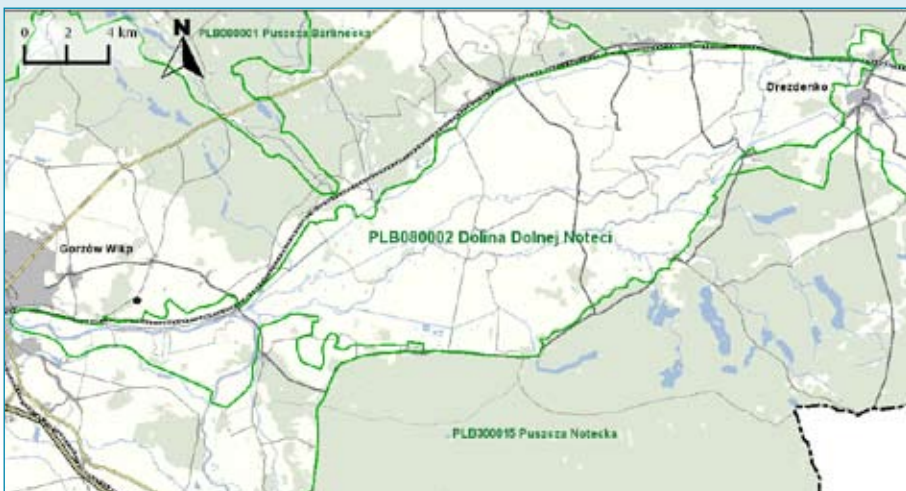 0 2 4 km
N
PLB080001 Puszcza Barlinecka
Drezdenko
PLB080002 Dolina Dolnej Noteci
Gorzów Wlkp
PLB300015 Puszcza Notecka